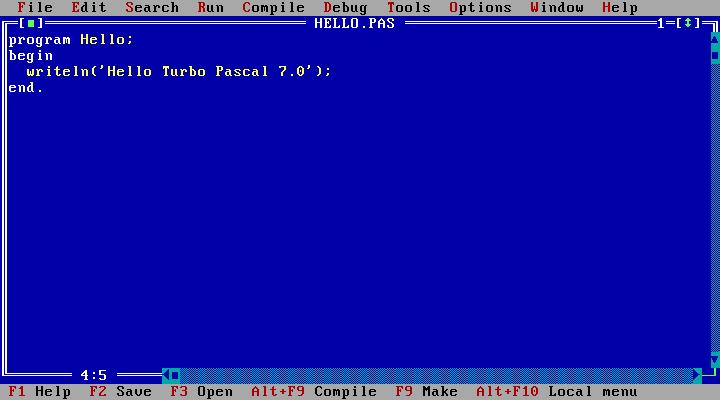 File  Edit  Search  Run  Compile  Debug  Tools  Options  Window  Help
[■] HELLO.PAS 1=[↕]
program Hello;
begin
  writeln('Hello Turbo Pascal 7.0');
end.
4:5
F1 Help  F2 Save  F3 Open  Alt+F9 Compile  F9 Make  Alt+F10 Local menu